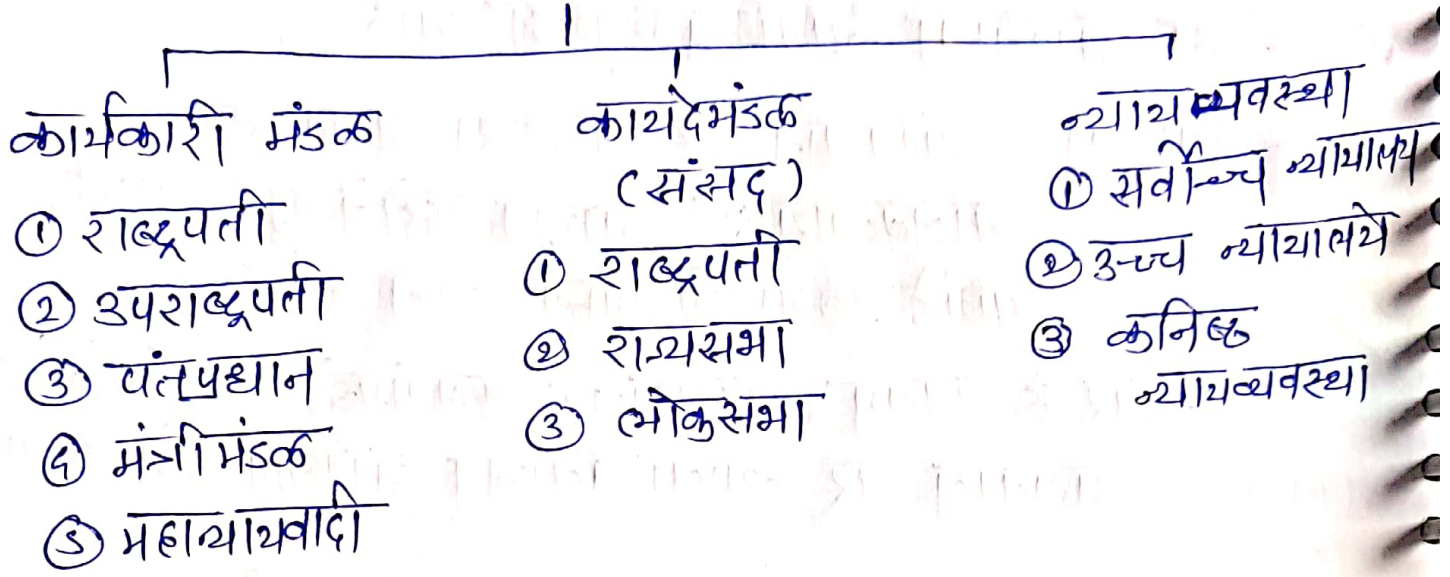 कार्यकारी मंडळ
① राष्ट्रपती
② उपराष्ट्रपती
③ पंतप्रधान
④ मंत्रीमंडळ
⑤ महान्यायवादी
कायदेमंडळ
(संसद)
① राष्ट्रपती
② राज्यसभा
③ लोकसभा
न्यायव्यवस्था
① सर्वोच्च न्यायालय
② उच्च न्यायालये
③ कनिष्ठ
न्यायव्यवस्था